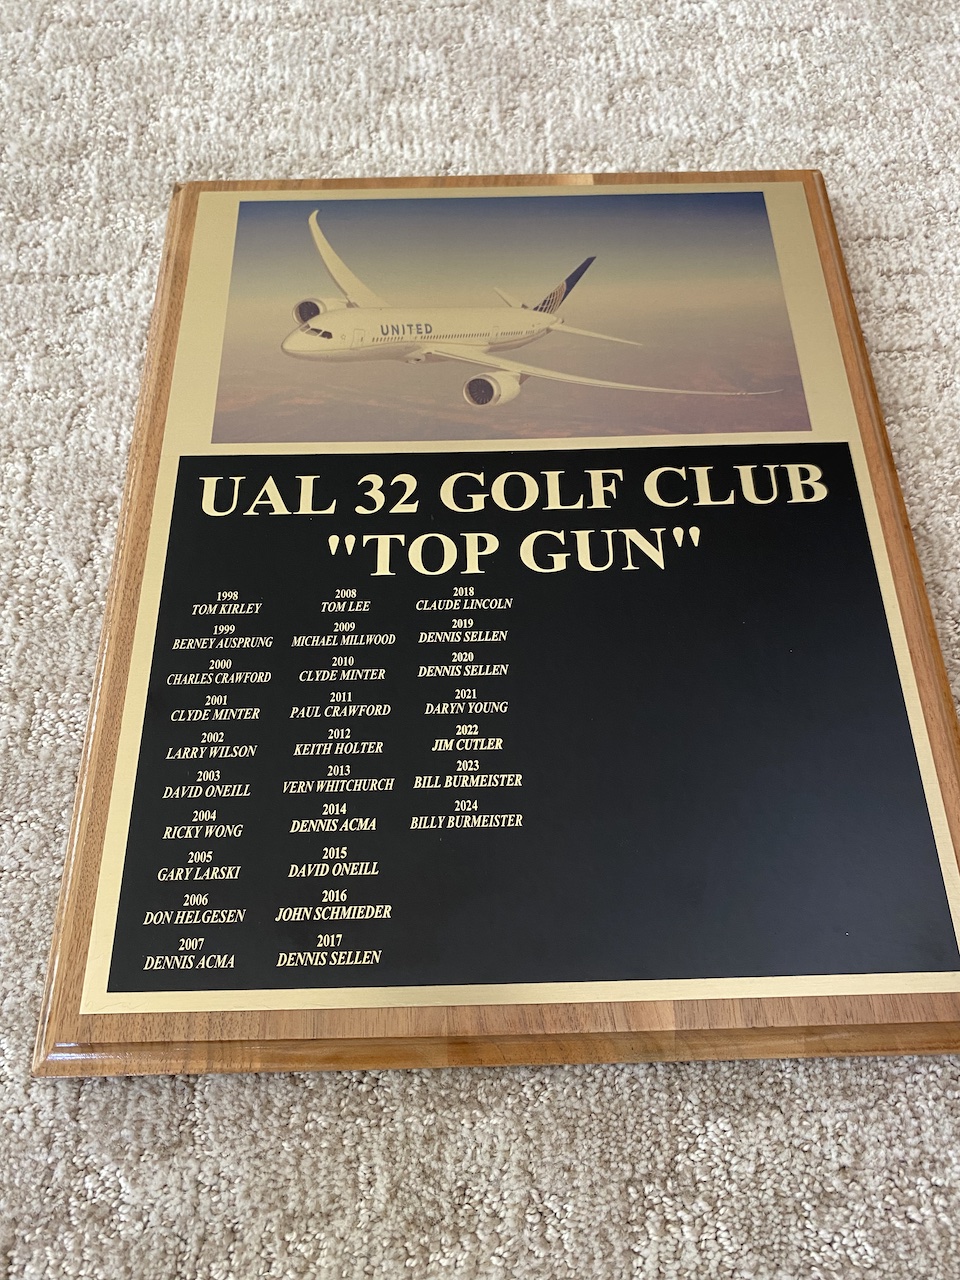 UNITED
UAL 32 GOLF CLUB
"TOP GUN"
1998
TOM KIRLEY
1999
BERNEY AUSPRUNG
2000
CHARLES CRAWFORD
2001
CLYDE MINTER
2002
LARRY WILSON
2003
DAVID ONEILL
2004
RICKY WONG
2005
GARY LARSKI
2006
DON HELGESEN
2007
DENNIS ACMA
2008
TOM LEE
2009
MICHAEL MILLWOOD
2010
CLYDE MINTER
2011
PAUL CRAWFORD
2012
KEITH HOLTER
2013
VERN WHITCHURCH
2014
DENNIS ACMA
2015
DAVID ONEILL
2016
JOHN SCHMIEDER
2017
DENNIS SELLEN
2018
CLAUDE LINCOLN
2019
DENNIS SELLEN
2020
DENNIS SELLEN
2021
DARYN YOUNG
2022
JIM CUTLER
2023
BILL BURMEISTER
2024
BILLY BURMEISTER